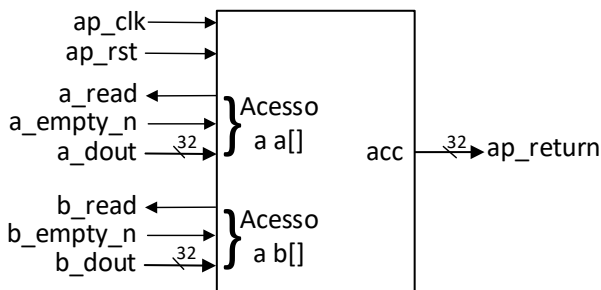 ap_clk
ap_rst
a_read
a_empty_n
a_dout 32
Acesso
a a[]
acc
32 ap_return
b_read
b_empty_n
b_dout 32
Acesso
a b[]